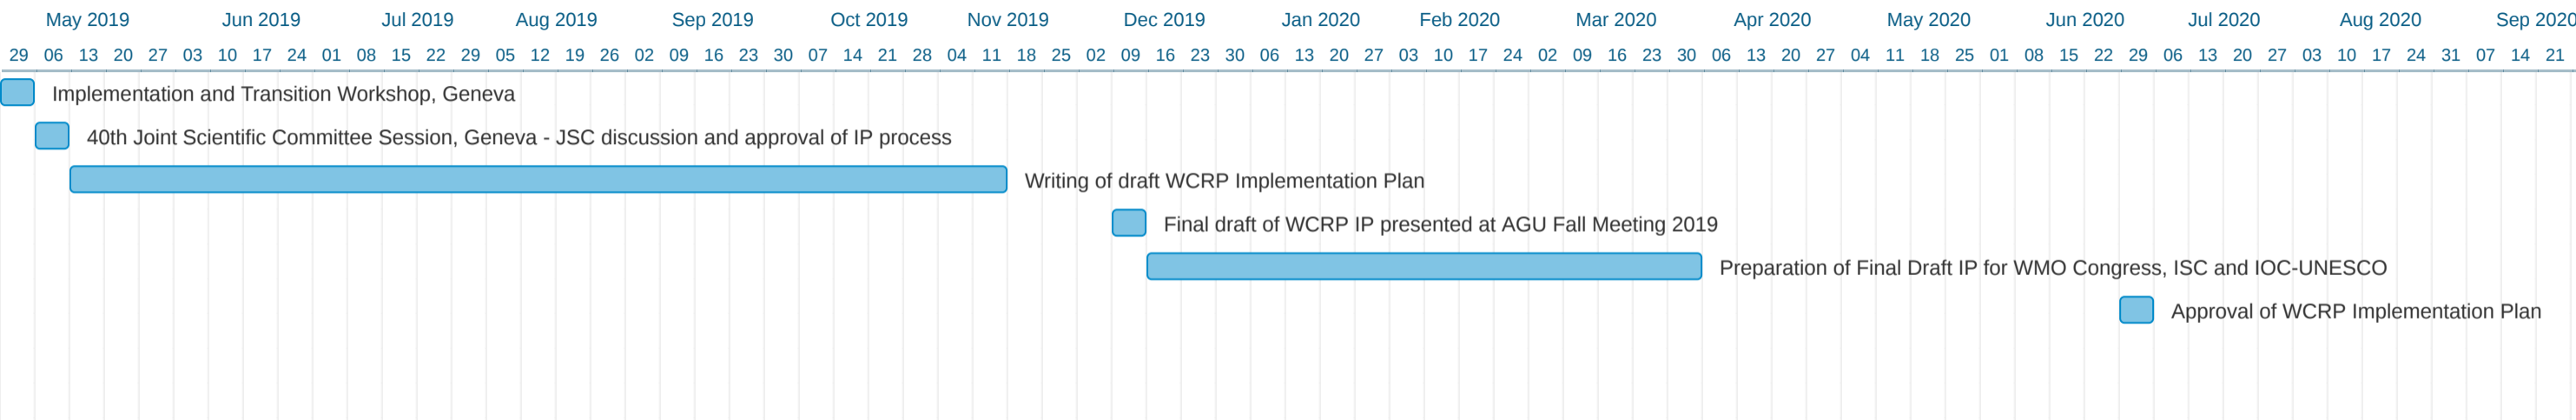 May 2019 Jun 2019 Jul 2019 Aug 2019 Sep 2019 Oct 2019 Nov 2019 Dec 2019 Jan 2020 Feb 2020 Mar 2020 Apr 2020 May 2020 Jun 2020 Jul 2020 Aug 2020 Sep 2020
29 06 13 20 27 03 10 17 24 01 08 15 22 29 05 12 19 26 02 09 16 23 30 07 14 21 28 04 11 18 25 02 09 16 23 30 06 13 20 27 03 10 17 24 02 09 16 23 30 06 13 20 27 04 11 18 25 01 08 15 22 29 06 13 20 27 03 10 17 24 31 07 14 21
Implementation and Transition Workshop, Geneva
40th Joint Scientific Committee Session, Geneva - JSC discussion and approval of IP process
Writing of draft WCRP Implementation Plan
Final draft of WCRP IP presented at AGU Fall Meeting 2019
Preparation of Final Draft IP for WMO Congress, ISC and IOC-UNESCO
Approval of WCRP Implementation Plan